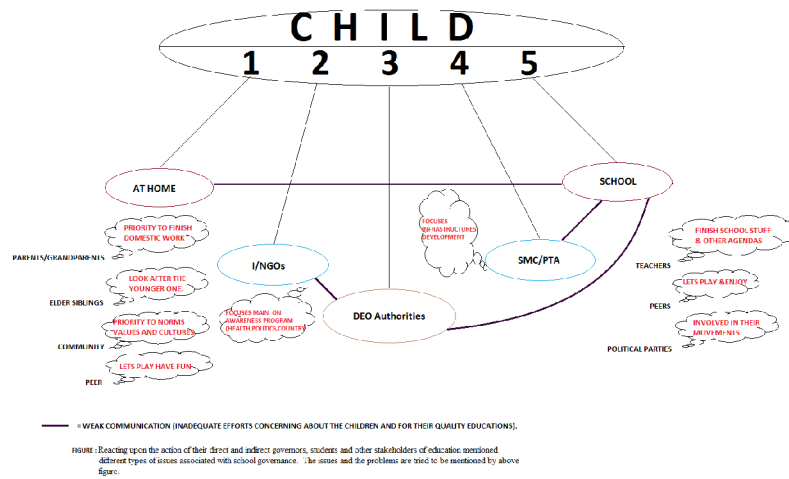 CHILD
1 2 3 4 5
AT HOME
SCHOOL
PRIORITY TO FINISH
DOMESTIC WORK
PARENTS/GRANDPARENTS
LOOK AFTER THE
YOUNGER ONE.
ELDER SIBLINGS
PRIORITY TO NORMS
VALUES AND CULTURES
COMMUNITY
LETS PLAY HAVE FUN
PEER
I/NGOs
FOCUSES MAIN ON
AWARENESS PROGRAM
(HEALTH,POLITICS,COUNTRY
DEO Authorities
FOCUSES
INFRASTRUCTURES
DEVELOPMENT
SMC/PTA
FINISH SCHOOL STUFF
& OTHER AGENDAS
TEACHERS
LETS PLAY & ENJOY
PEERS
INVOLVED IN THEIR
MOVEMENTS
POLITICAL PARTIES
= WEAK COMMUNICATION (INADEQUATE EFFORTS CONCERNING ABOUT THE CHILDREN AND FOR THEIR QUALITY EDUCATIONS).
FIGURE : Reacting upon the action of their direct and indirect governors, students and other stakeholders of education mentioned
different types of issues associated with school governance. The issues and the problems are tried to be mentioned by above
figure.